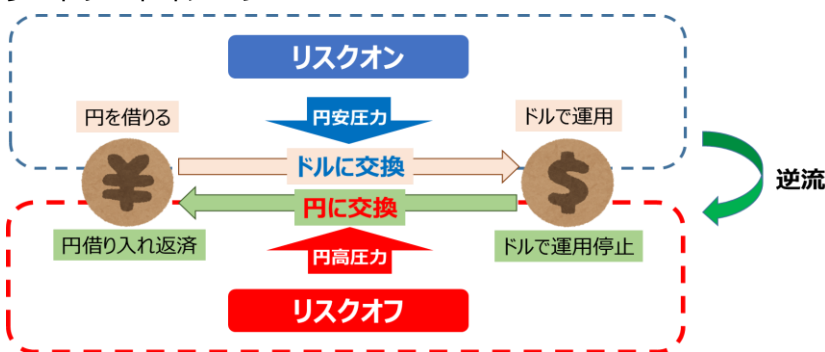 リスクオン
円を借りる
円安圧力
ドルで運用
¥
ドルに交換
$
逆流
円に交換
円借り入れ返済
円高圧力
ドルで運用停止
リスクオフ